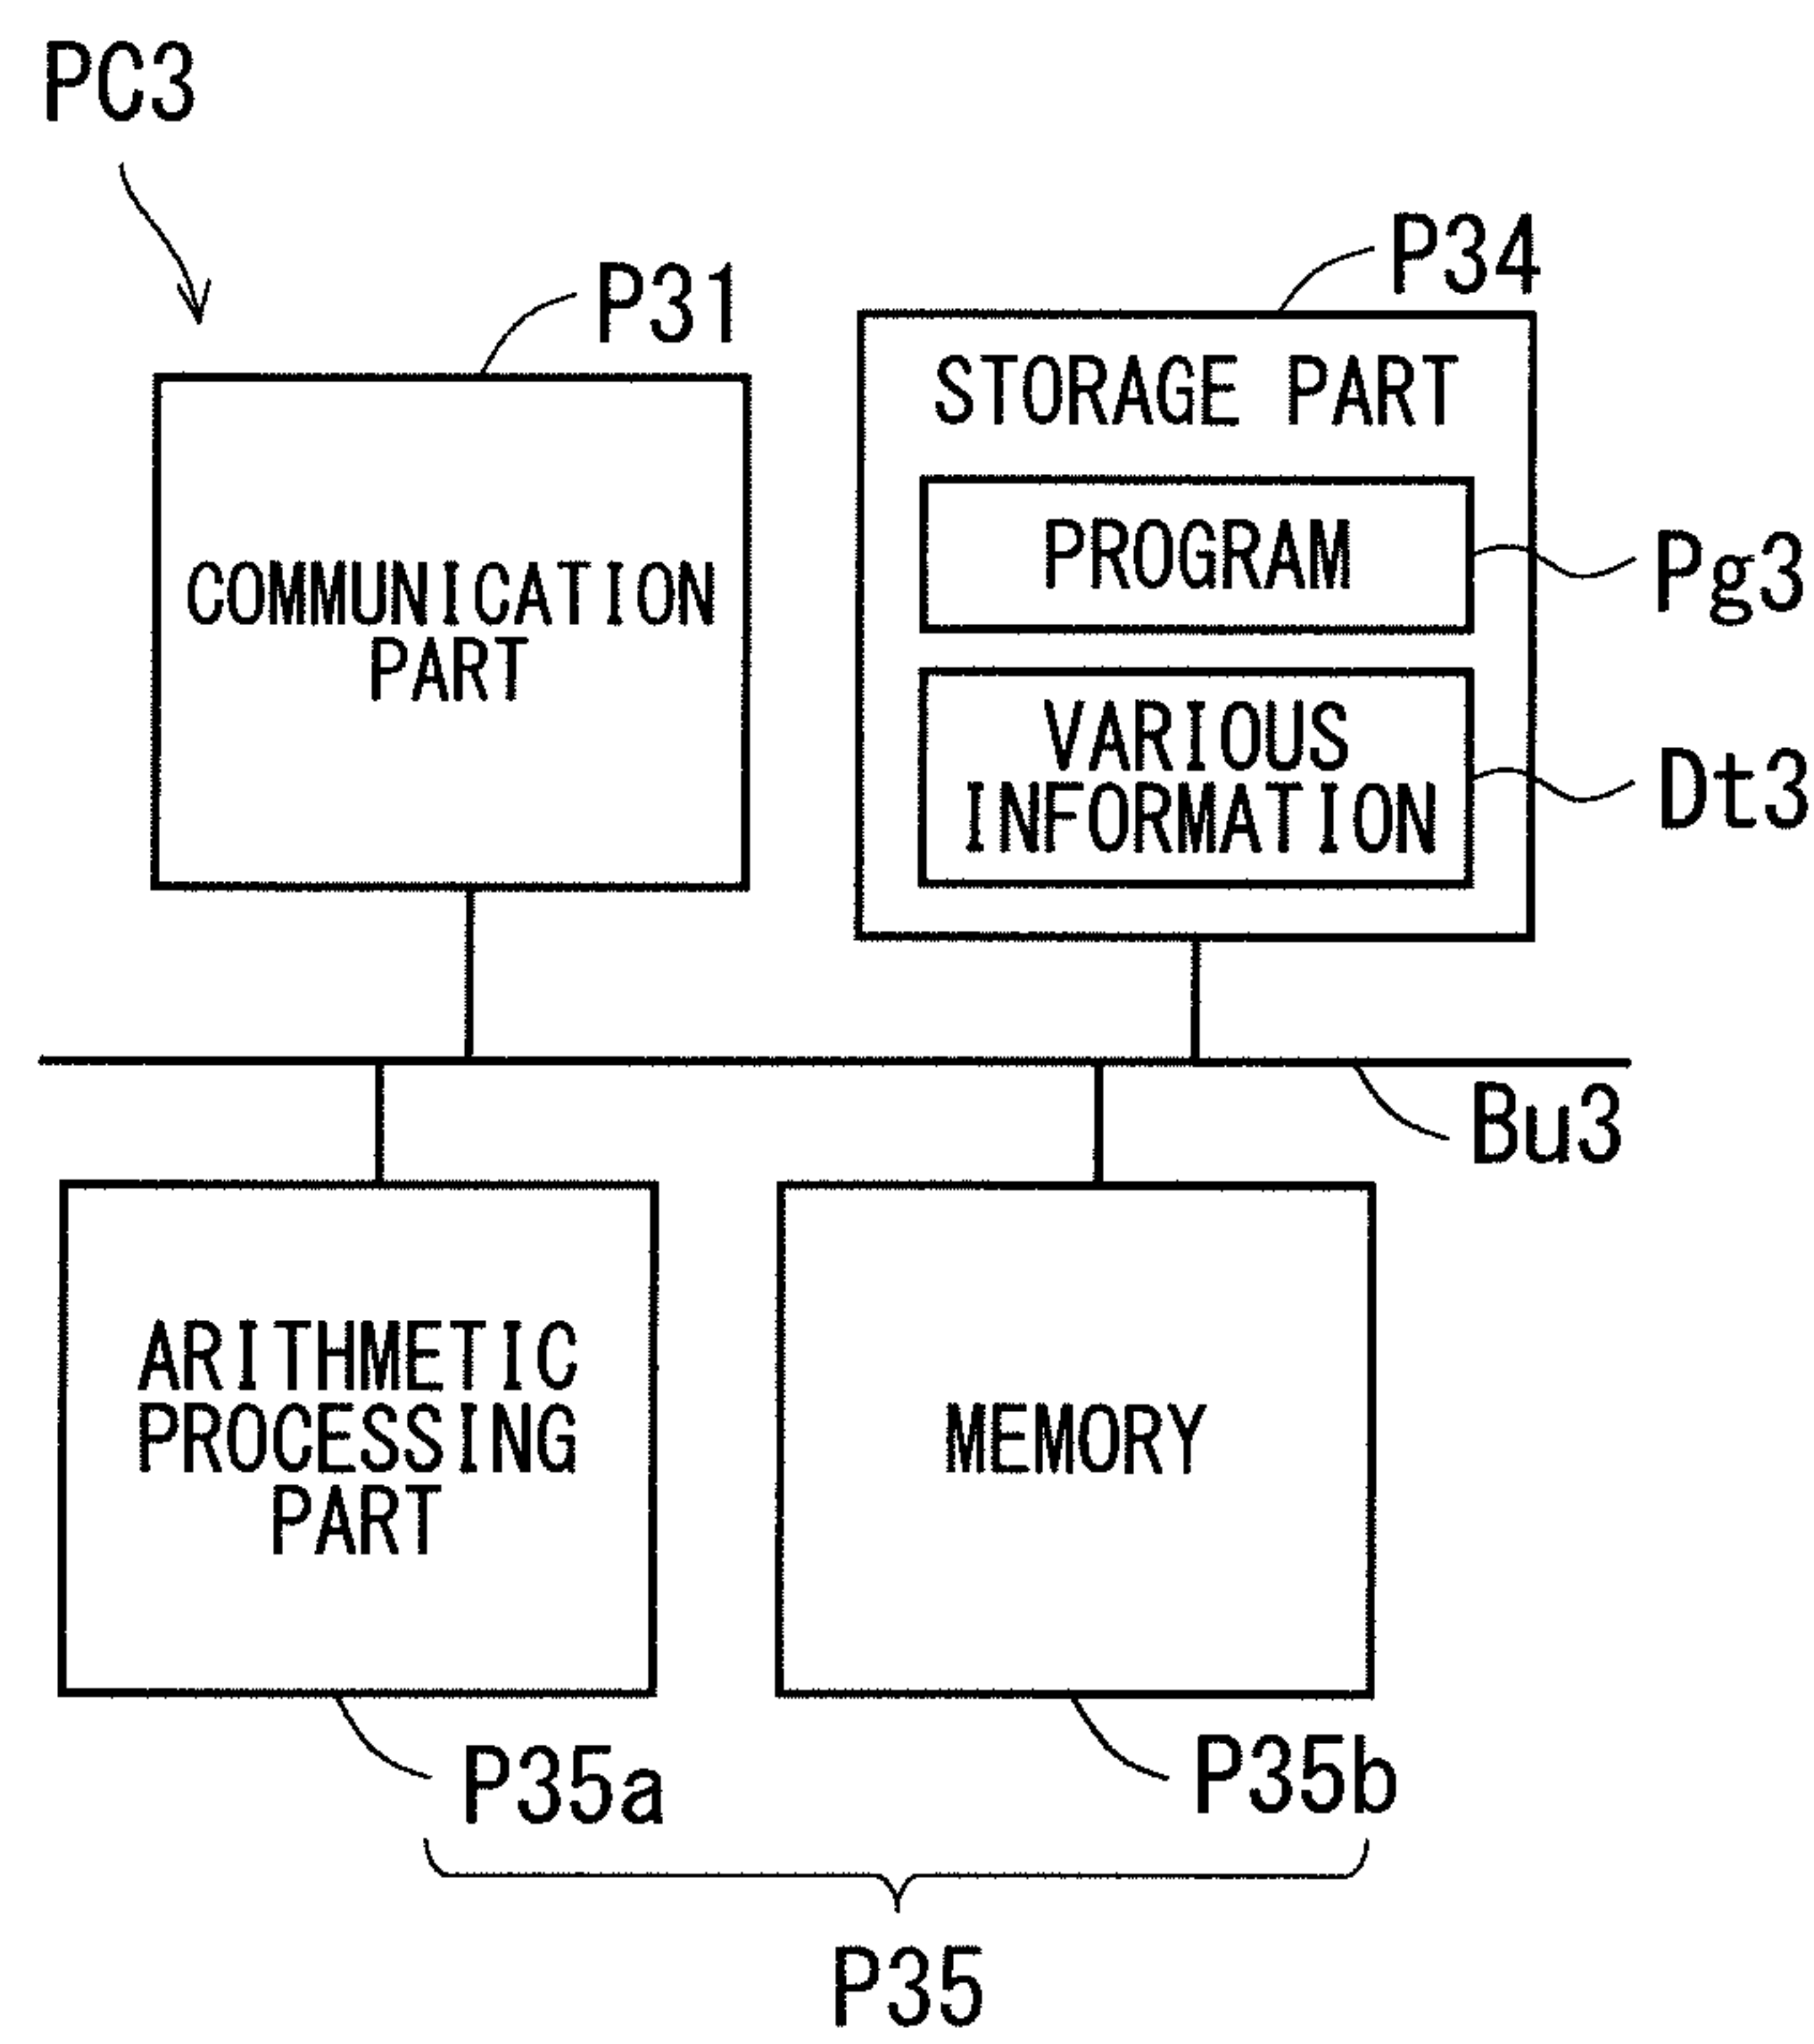 PC3
P31
P34
STORAGE PART
PROGRAM
Pg3
COMMUNICATION
PART
VARIOUS
INFORMATION
Dt3
Bu3
ARITHMETIC
PROCESSING
PART
MEMORY
P35a
P35b
P35